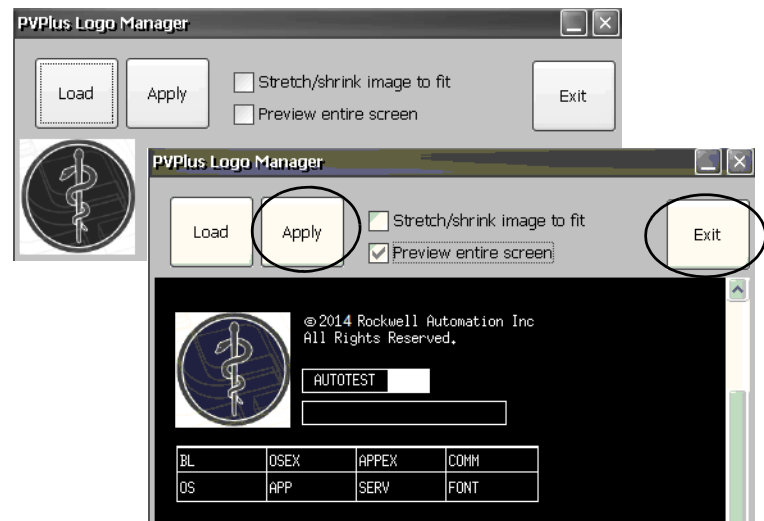 PVPlus Logo Manager
Load
Apply
Stretch/shrink image to fit
Preview entire screen
Exit
PVPlus Logo Manager
Load
Apply
Stretch/shrink image to fit
Preview entire screen
Exit
©2014 Rockwell Automation Inc
All Rights Reserved.
AUTOTEST
BL OSEX APPEX COMM
OS APP SERV FONT